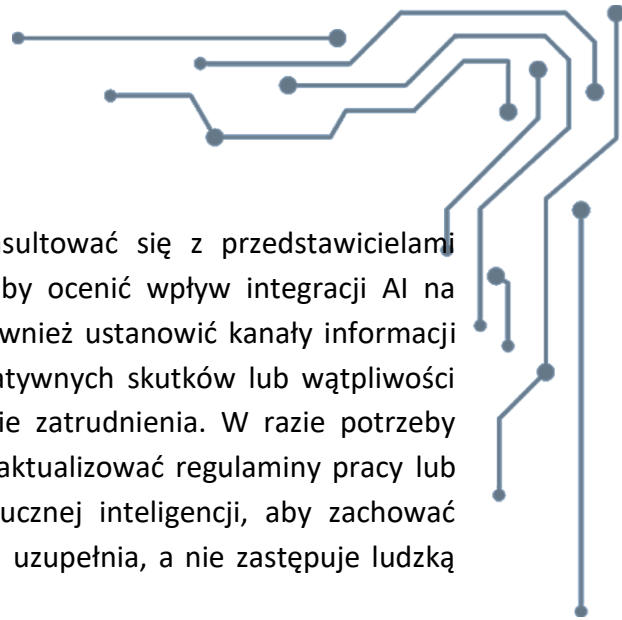 nsultować się z przedstawicielami
by ocenić wpływ integracji AI na
wnież ustanowić kanały informacji
atywnych skutków lub wątpliwości
ie zatrudnienia. W razie potrzeby
aktualizować regulaminy pracy lub
ucznej inteligencji, aby zachować
uzupełnia, a nie zastępuje ludzką